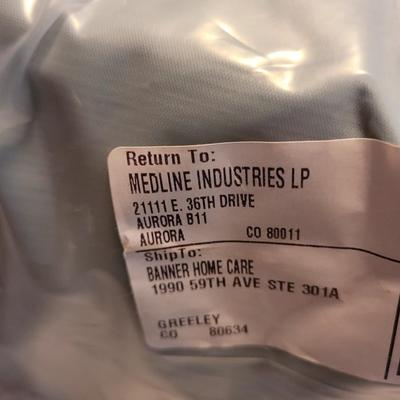 Return To:
MEDLINE INDUSTRIES LP
21111 E. 36TH DRIVE
AURORA B11
AURORA CO 80011
ShipTo:
BANNER HOME CARE
1990 59TH AVE STE 301A
GREELEY
CO 80634